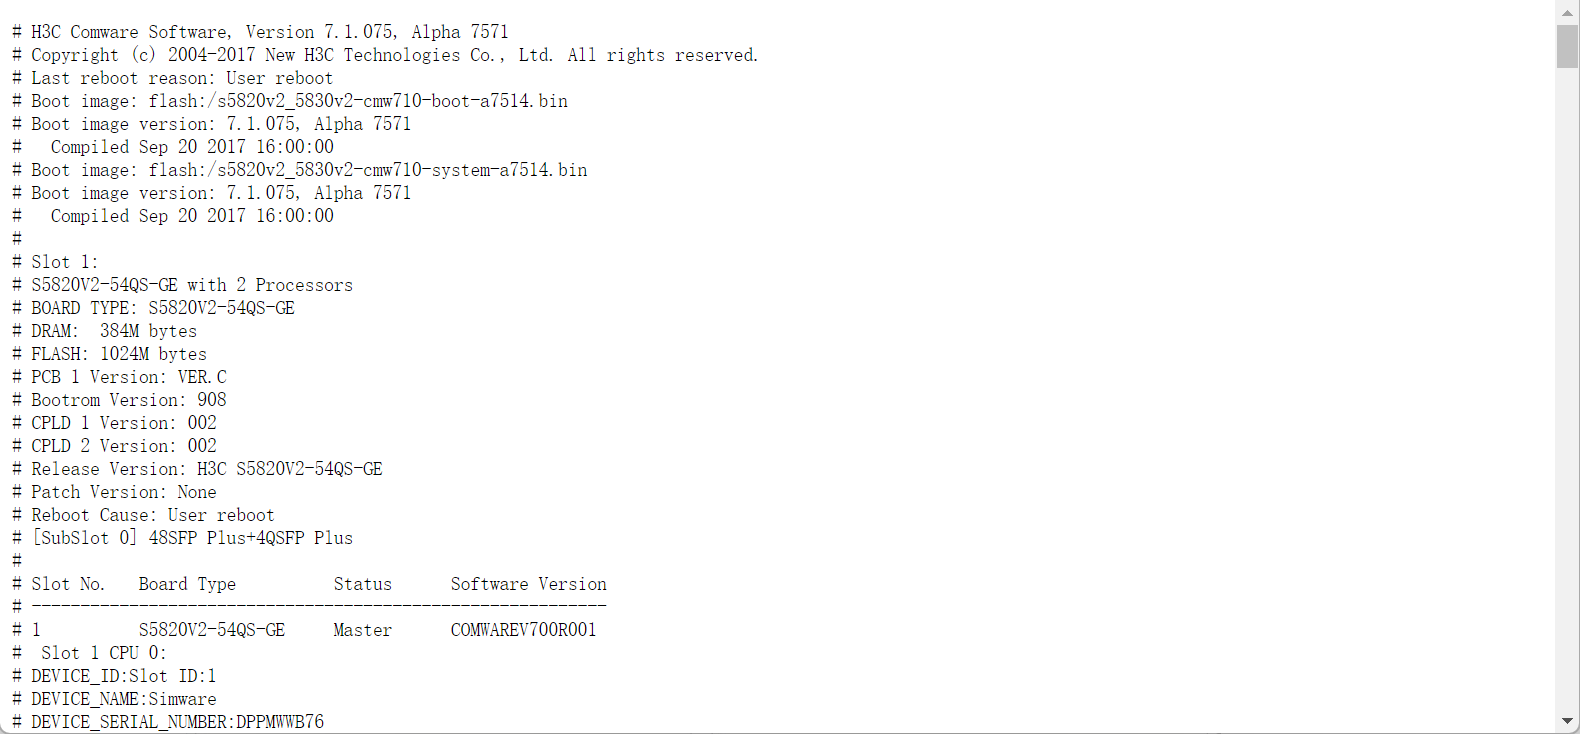 # H3C Comware Software, Version 7.1.075, Alpha 7571
# Copyright (c) 2004-2017 New H3C Technologies Co., Ltd. All rights reserved.
# Last reboot reason: User reboot
# Boot image: flash:/s5820v2_5830v2-cmw710-boot-a7514.bin
# Boot image version: 7.1.075, Alpha 7571
#   Compiled Sep 20 2017 16:00:00
# Boot image: flash:/s5820v2_5830v2-cmw710-system-a7514.bin
# Boot image version: 7.1.075, Alpha 7571
#   Compiled Sep 20 2017 16:00:00
#
# Slot 1:
# S5820V2-54QS-GE with 2 Processors
# BOARD TYPE: S5820V2-54QS-GE
# DRAM:  384M bytes
# FLASH: 1024M bytes
# PCB 1 Version: VER.C
# Bootrom Version: 908
# CPLD 1 Version: 002
# CPLD 2 Version: 002
# Release Version: H3C S5820V2-54QS-GE
# Patch Version: None
# Reboot Cause: User reboot
# [SubSlot 0] 48SFP Plus+4QSFP Plus
#
# Slot No.   Board Type          Status      Software Version
# -----------------------------------------------------------
# 1          S5820V2-54QS-GE     Master      COMWAREV700R001
#  Slot 1 CPU 0:
# DEVICE_ID:Slot ID:1
# DEVICE_NAME:Simware
# DEVICE_SERIAL_NUMBER:DPPMWWB76